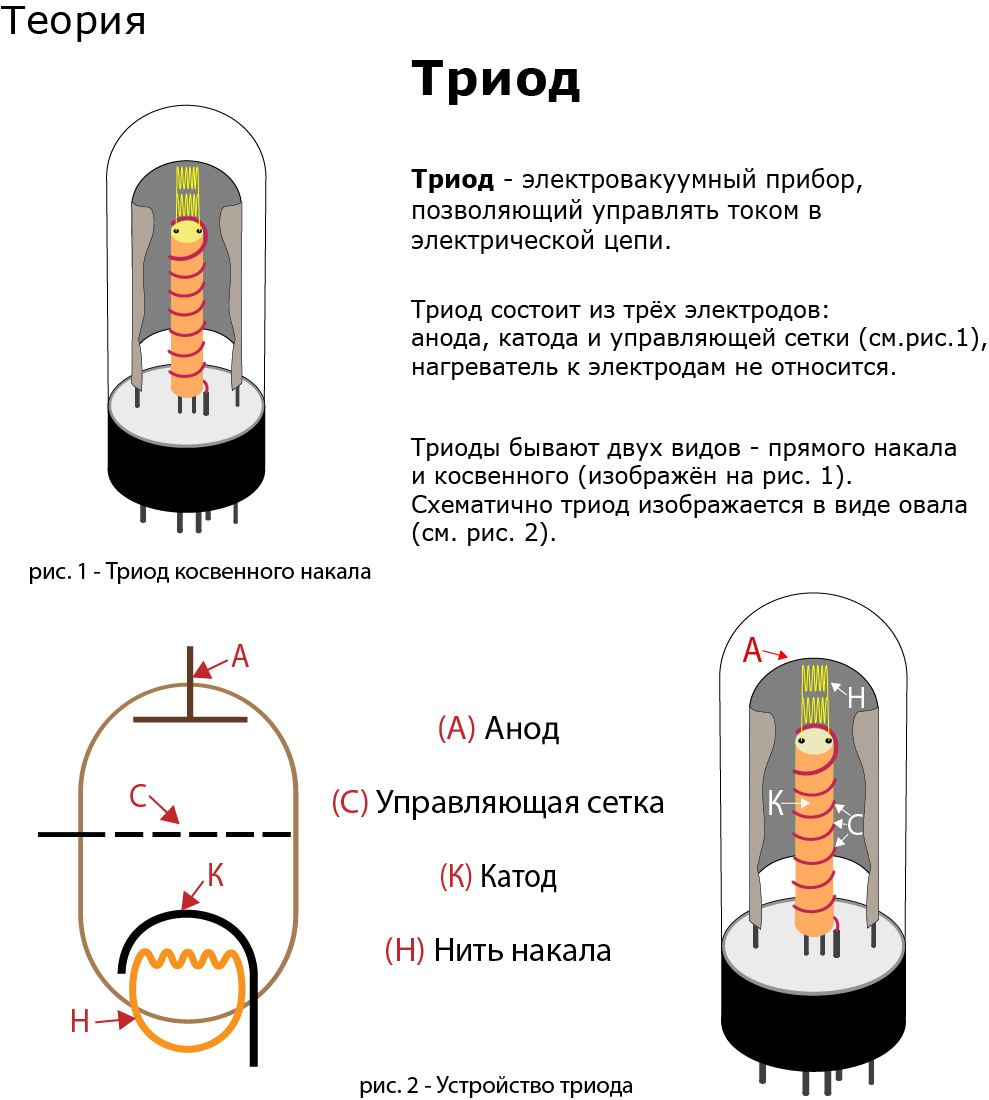 Теория
Триод
Триод - электровакуумный прибор,
позволяющий управлять током в
электрической цепи.
Триод состоит из трёх электродов:
анода, катода и управляющей сетки (см.рис.1),
нагреватель к электродам не относится.
Триоды бывают двух видов - прямого накала
и косвенного (изображён на рис. 1).
Схематично триод изображается в виде овала
(см. рис. 2).
рис. 1 - Триод косвенного накала
А
С
К
Н
(А) Анод
(С) Управляющая сетка
(К) Катод
(Н) Нить накала
А
Н
К
С
рис. 2 - Устройство триода